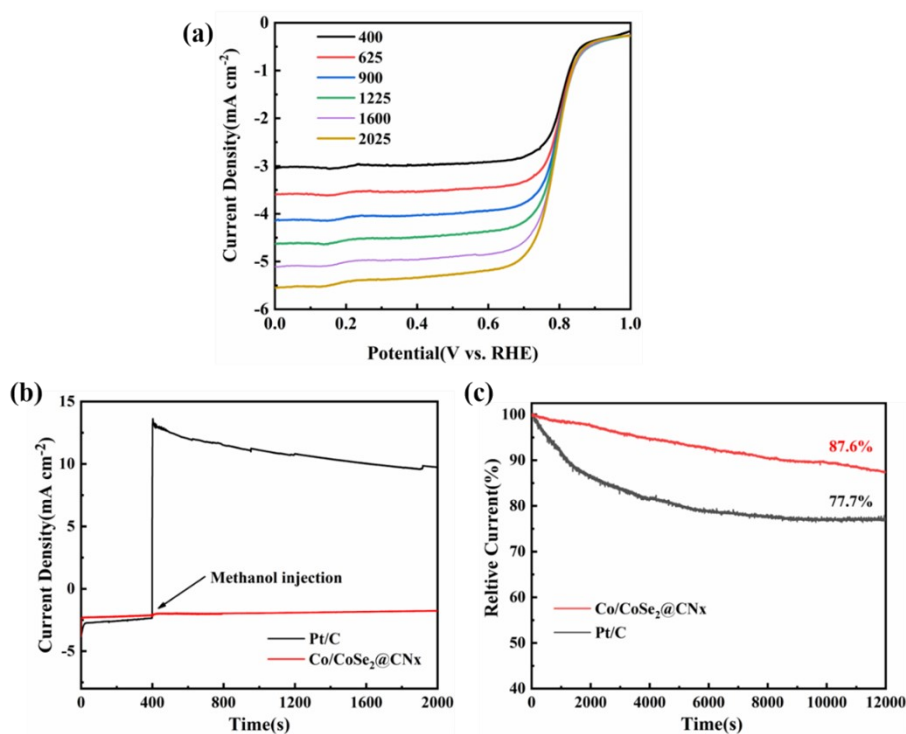 (a)
0
-1
-2
-3
-4
-5
-6
Current Density(mA cm⁻²)
400
625
900
1225
1600
2025
0.0 0.2 0.4 0.6 0.8 1.0
Potential(V vs. RHE)
(b)
15
10
5
0
-5
Current Density(mA cm⁻²)
Methanol injection
Pt/C
Co/CoSe₂@CNx
0 400 800 1200 1600 2000
Time(s)
(c)
100
90
80
70
60
50
40
Reltive Current(%)
87.6%
77.7%
Co/CoSe₂@CNx
Pt/C
0 2000 4000 6000 8000 10000 12000
Time(s)